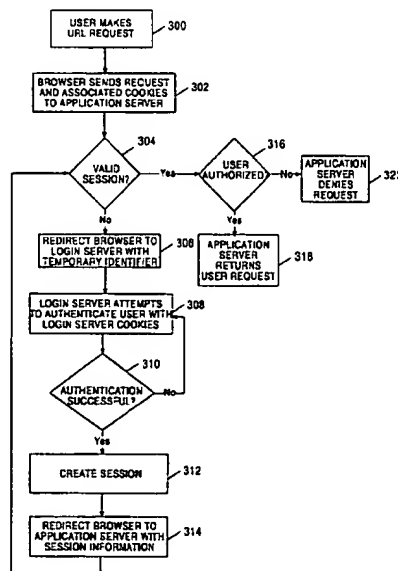 USER MAKES
URL REQUEST
300
BROWSER SENDS REQUEST
AND ASSOCIATED COOKIES
TO APPLICATION SERVER
302
304
VALID
SESSION?
Yes
No
316
USER
AUTHORIZED
No
Yes
APPLICATION
SERVER
DENIES
REQUEST
REDIRECT BROWSER TO
LOGIN SERVER WITH
TEMPORARY IDENTIFIER
306
APPLICATION
SERVER
RETURNS
USER REQUEST
318
LOGIN SERVER ATTEMPTS
TO AUTHENTICATE USER WITH
LOGIN SERVER COOKIES
308
310
AUTHENTICATION
SUCCESSFUL?
No
Yes
CREATE SESSION
312
REDIRECT BROWSER TO
APPLICATION SERVER WITH
SESSION INFORMATION
314